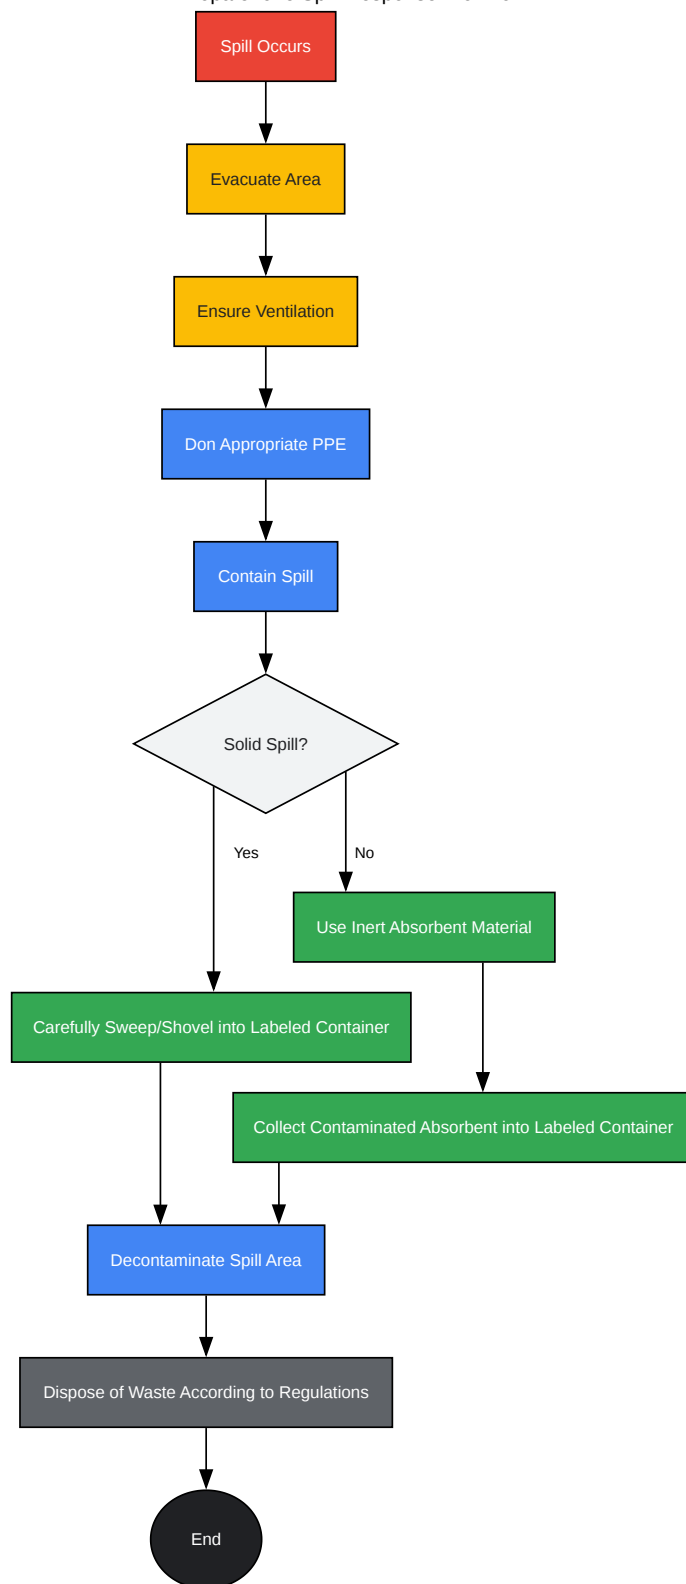 Spill Occurs
Evacuate Area
Ensure Ventilation
Don Appropriate PPE
Contain Spill
Solid Spill?
Yes
No
Use Inert Absorbent Material
Carefully Sweep/Shovel into Labeled Container
Collect Contaminated Absorbent into Labeled Container
Decontaminate Spill Area
Dispose of Waste According to Regulations
End